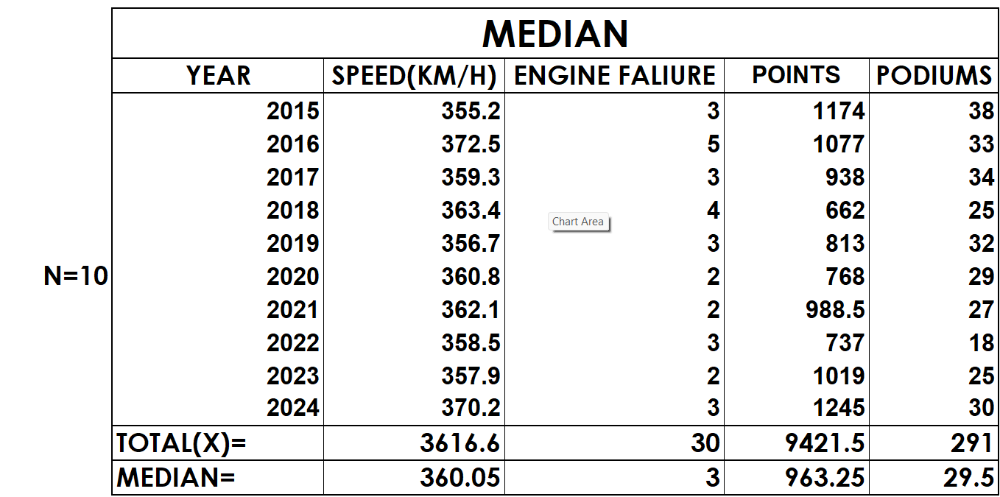 MEDIAN
YEAR SPEED(KM/H) ENGINE FALIURE POINTS PODIUMS
2015 355.2 3 1174 38
2016 372.5 5 1077 33
2017 359.3 3 938 34
2018 363.4 4 662 25
Chart Area
2019 356.7 3 813 32
N=10 2020 360.8 2 768 29
2021 362.1 2 988.5 27
2022 358.5 3 737 18
2023 357.9 2 1019 25
2024 370.2 3 1245 30
TOTAL(X)= 3616.6 30 9421.5 291
MEDIAN= 360.05 3 963.25 29.5